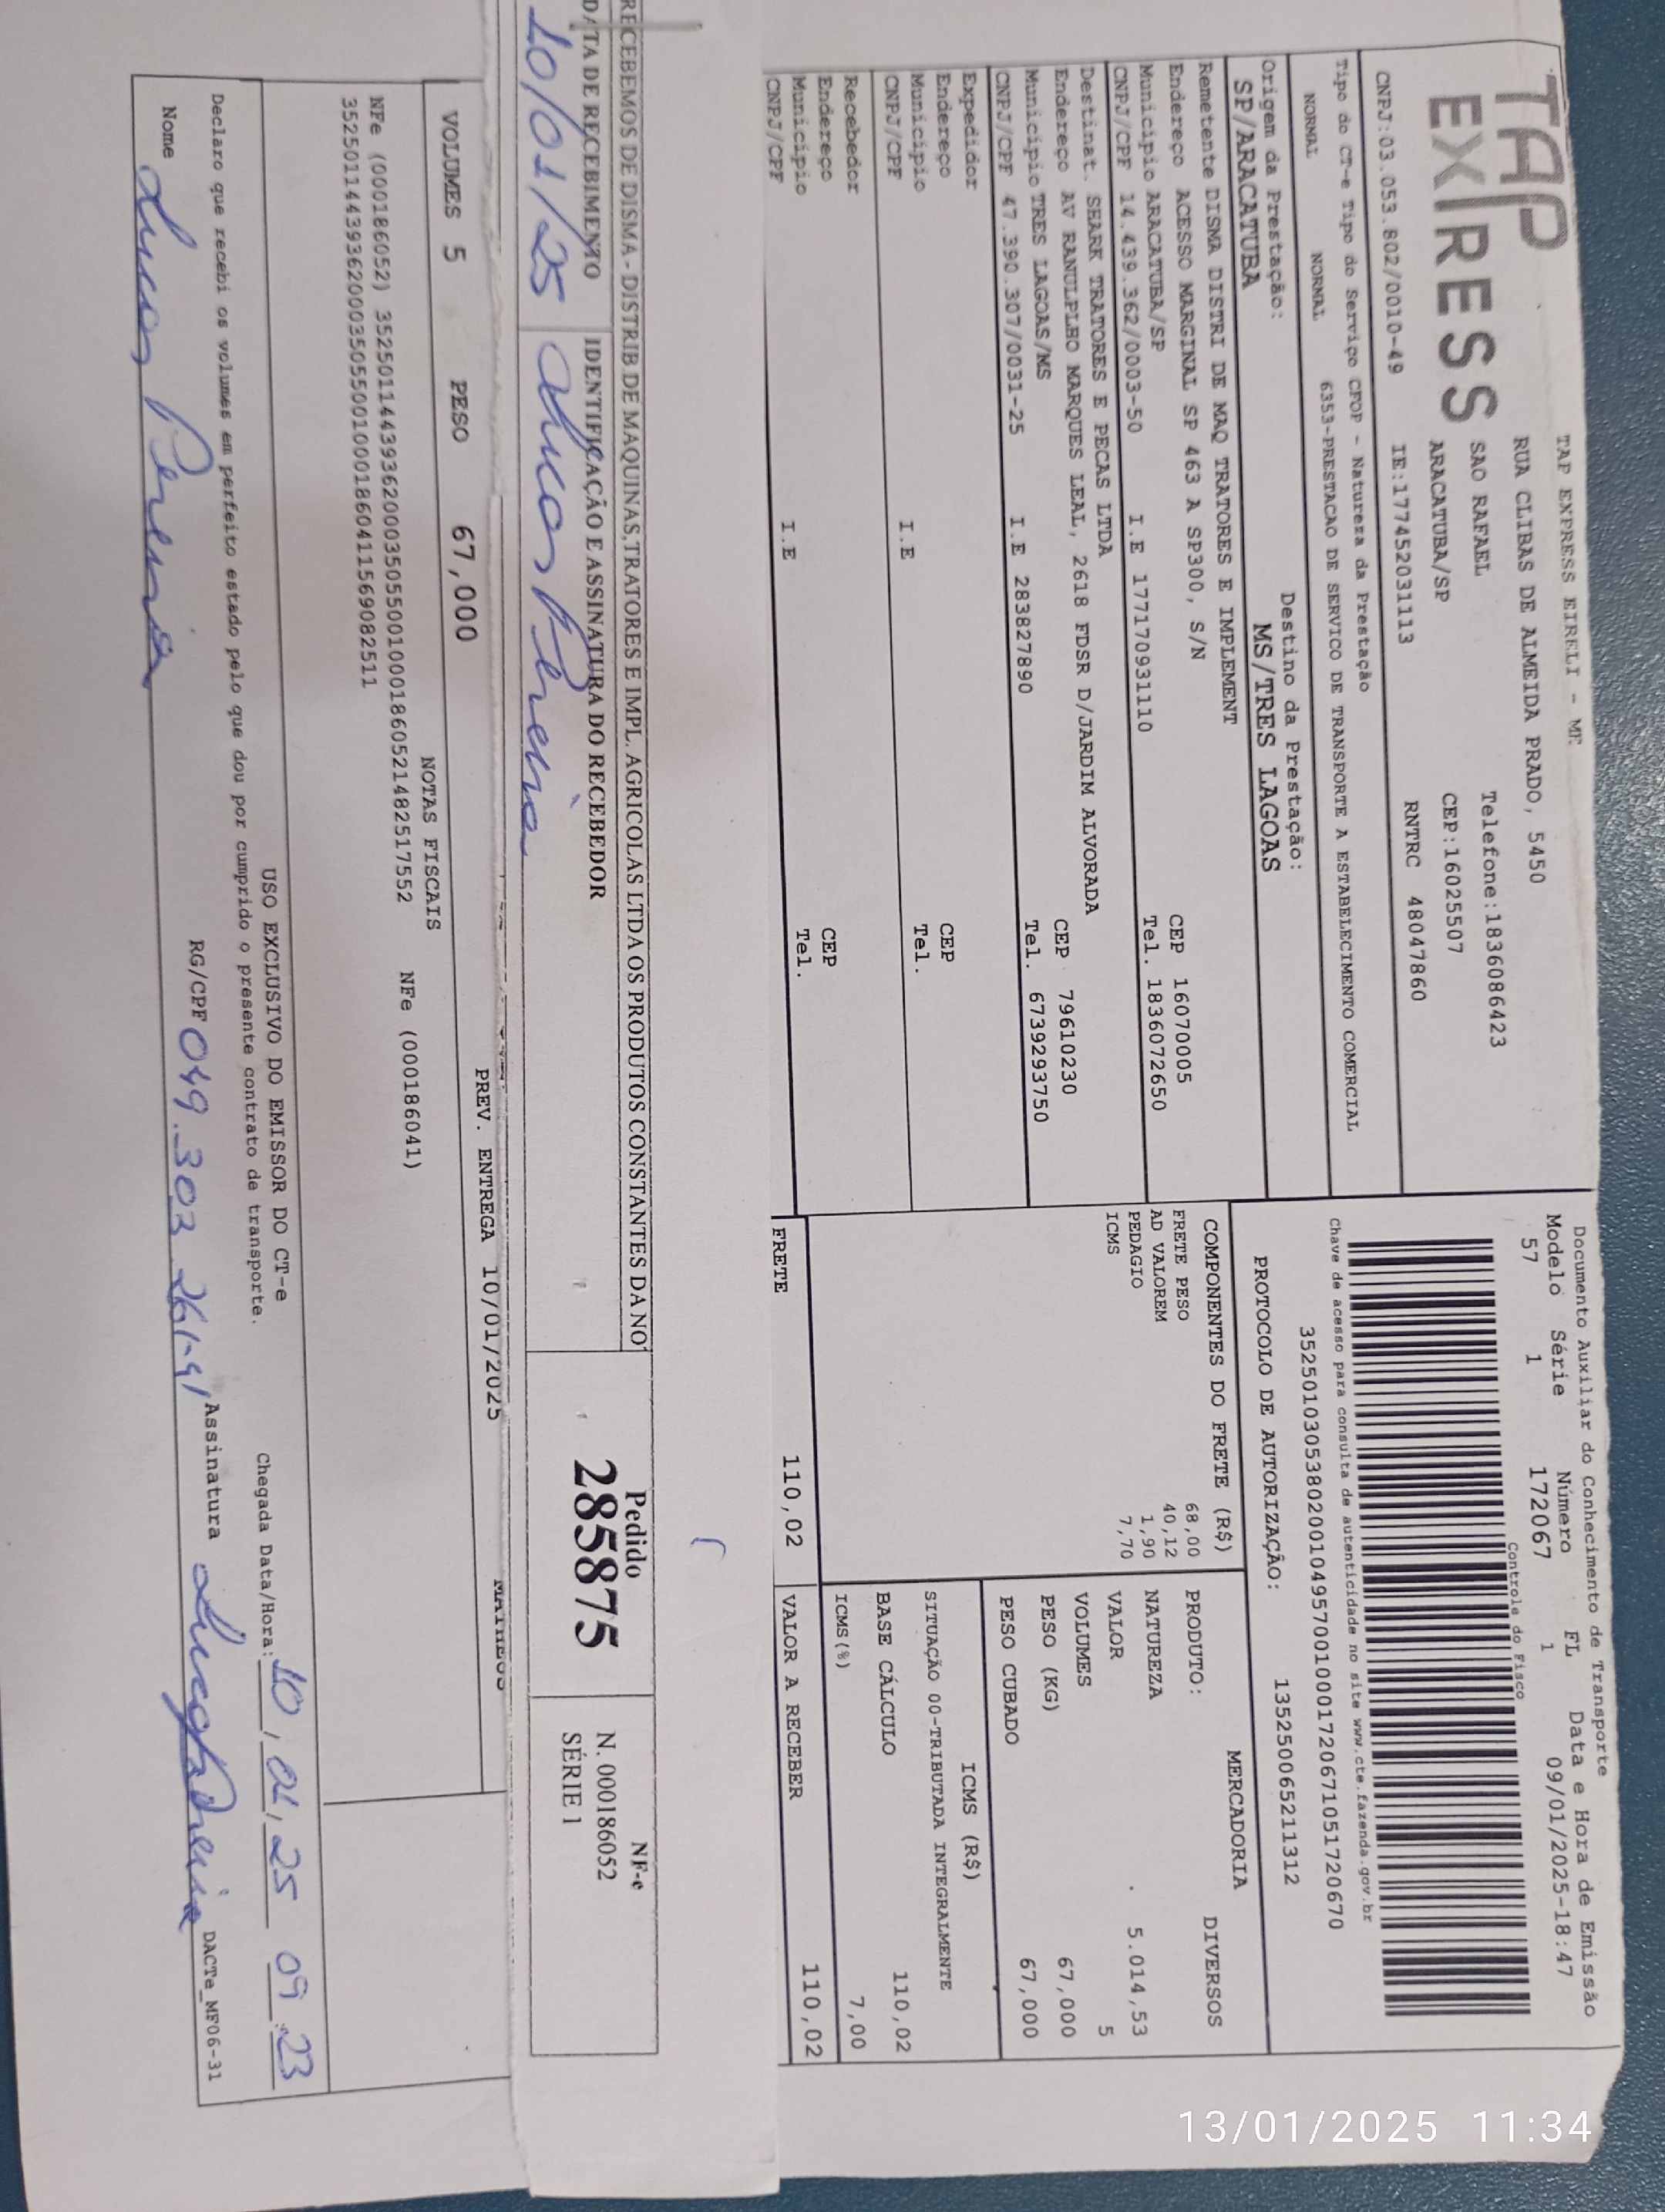 TAP
EXPRESS
TAP EXPRESS EIRELI - MF.
RUA CLIBAS DE ALMEIDA PRADO, 5450
SAO RAFAEL Telefone:1836086423
ARACATUBA/SP CEP:16025507
CNPJ:03.053.802/0010-49 IE:177452031113 RNTRC 48047860
Documento Auxiliar do Conhecimento de Transporte
Modelo Série Número FL Data e Hora de Emissão
57 1 172067 1 09/01/2025-18:47
Controle do Fisco
Chave de acesso para consulta de autenticidade no site www.cte.fazenda.gov.br
35250103053802001049570010001720671051720670
PROTOCOLO DE AUTORIZAÇÃO: 135250065211312
Tipo do CT-e Tipo do Serviço CFOP - Natureza da Prestação
NORMAL NORMAL 6353-PRESTACAO DE SERVICO DE TRANSPORTE A ESTABELECIMENTO COMERCIAL
Origem da Prestação: Destino da Prestação:
SP/ARACATUBA MS/TRES LAGOAS
Remetente DISMA DISTRI DE MAQ TRATORES E IMPLEMENT
Endereço ACESSO MARGINAL SP 463 A SP300, S/N CEP 16070005
Municipio ARACATUBA/SP Tel. 1836072650
CNPJ/CPF 14.439.362/0003-50 I.E 177170931110
Destinat. SEARK TRATORES E PECAS LTDA
Endereço AV RANULPLHO MARQUES LEAL, 2618 FDSR D/JARDIM ALVORADA CEP 79610230
Municipio TRES LAGOAS/MS Tel. 6739293750
CNPJ/CPF 47.390.307/0031-25 I.E 283827890
Expedidor
Endereço CEP
Municipio Tel.
CNPJ/CPF I.E
Recebedor
Endereço CEP
Municipio Tel.
CNPJ/CPF I.E
COMPONENTES DO FRETE (R$)
FRETE PESO 68,00
AD VALOREM 40,12
PEDAGIO 1,90
ICMS 7,70
FRETE 110,02
MERCADORIA
PRODUTO: DIVERSOS
NATUREZA
VALOR 5.014,53
VOLUMES 5
PESO (KG) 67,000
PESO CUBADO 67,000
ICMS (R$)
SITUAÇÃO 00-TRIBUTADA INTEGRALMENTE
BASE CÁLCULO 110,02
ICMS(%) 7,00
VALOR A RECEBER 110,02
RECEBEMOS DE DISMA - DISTRIB DE MAQUINAS,TRATORES E IMPL. AGRICOLAS LTDA OS PRODUTOS CONSTANTES DA NO
DATA DE RECEBIMENTO IDENTIFICAÇÃO E ASSINATURA DO RECEBEDOR
10/01/25 Lucas Pereira
Pedido
285875
NF-e
N. 000186052
SÉRIE 1
PREV. ENTREGA 10/01/2025
VOLUMES 5 PESO 67,000
NOTAS FISCAIS
NFe (000186052) 35250114439362000350550010001860521482517552 NFe (000186041)
35250114439362000350550010001860411569082511
USO EXCLUSIVO DO EMISSOR DO CT-e
Declaro que recebi os volumes em perfeito estado pelo que dou por cumprido o presente contrato de transporte.
Chegada Data/Hora: 10/01/25 09:23
Nome Lucas Pereira RG/CPF 049.303.261-91 Assinatura Lucas Pereira
DACTe_MF06-31
13/01/2025 11:34